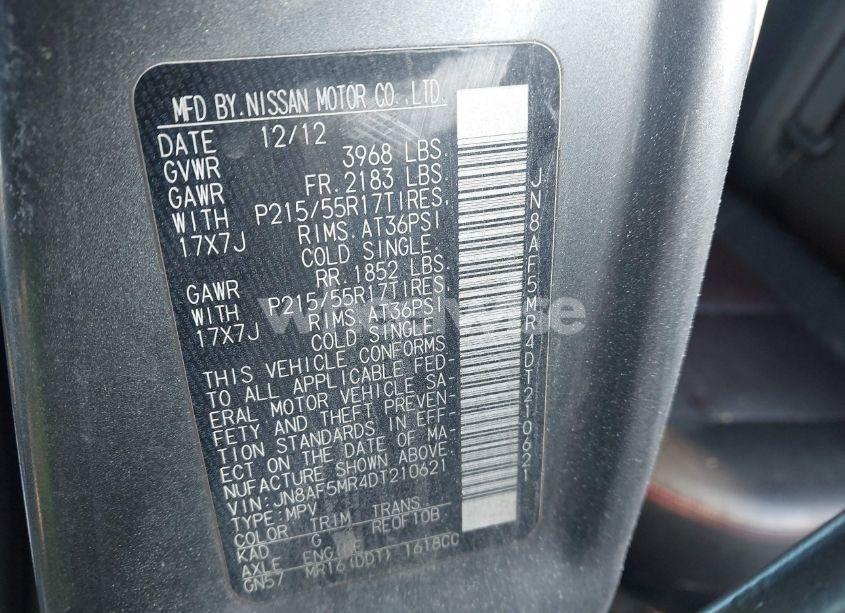 MFD BY.NISSAN MOTOR CO.,LTD.
DATE 12/12
GVWR 3968 LBS.
GAWR FR.2183 LBS.
WITH P215/55R17TIRES.
17X7J RIMS.AT36PSI
COLD SINGLE.
GAWR RR.1852 LBS.
WITH P215/55R17TIRES.
17X7J RIMS.AT36PSI
COLD SINGLE.
THIS VEHICLE CONFORMS
TO ALL APPLICABLE FED-
ERAL MOTOR VEHICLE SA-
FETY AND THEFT PREVEN-
TION STANDARDS IN EFF-
ECT ON THE DATE OF MA-
NUFACTURE SHOWN ABOVE.
VIN:JN8AF5MR4DT210621
TYPE:MPV
COLOR TRIM TRANS
KAD G RE0F10B
AXLE ENGINE
GN57 MR16(DDT) 1618CC
JN8AF5MR4DT210621